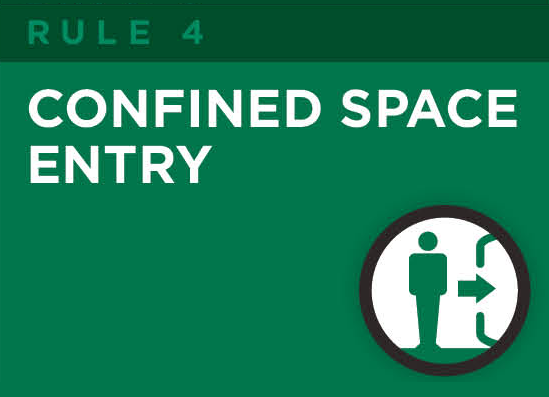 RULE 4
CONFINED SPACE
ENTRY